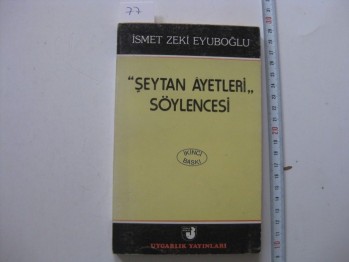 77
İSMET ZEKİ EYUBOĞLU
“ŞEYTAN AYETLERİ„
SÖYLENCESİ
İKİNCİ
BASKI
UYGARLIK YAYINLARI